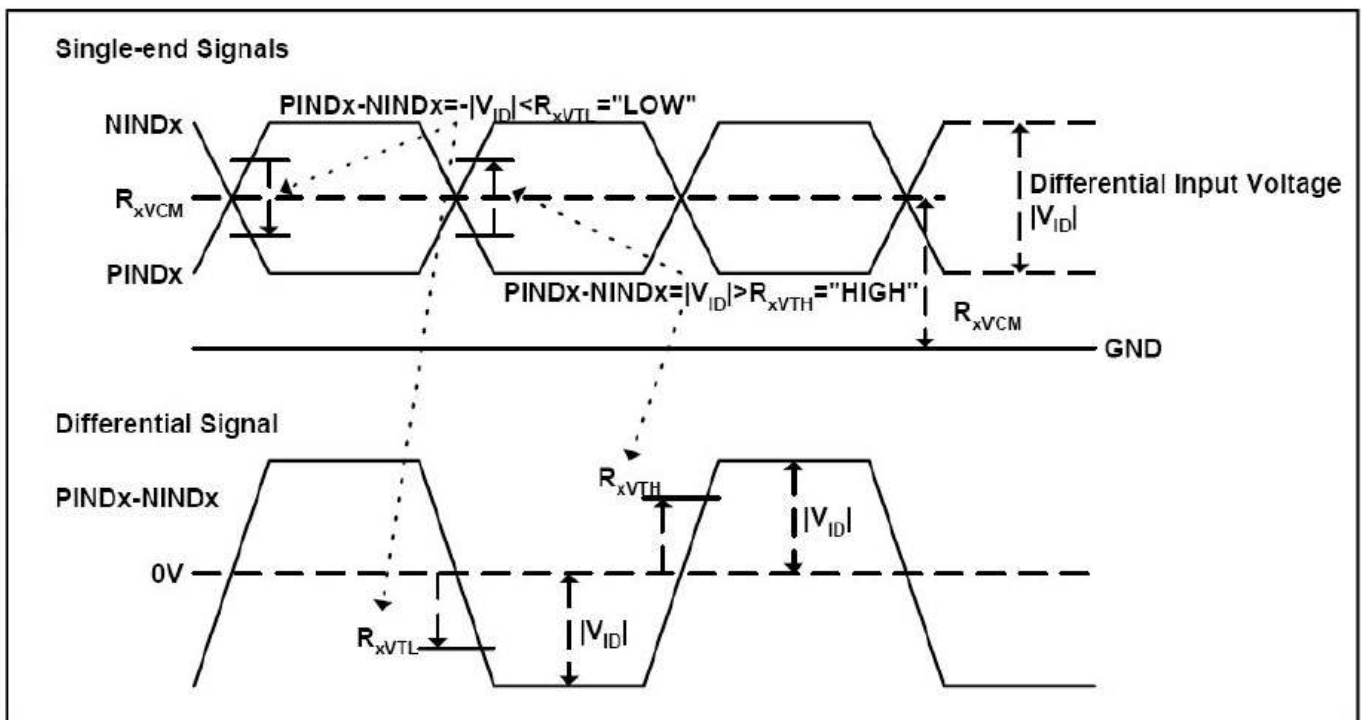 Single-end Signals
PINDx-NINDx=-|VID|<RxVTL="LOW"
NINDx
RxVCM
Differential Input Voltage
|VID|
PINDx
PINDx-NINDx=|VID|>RxVTH="HIGH"
RxVCM
GND
Differential Signal
RxVTH
PINDx-NINDx
|VID|
0V
RxVTL
|VID|